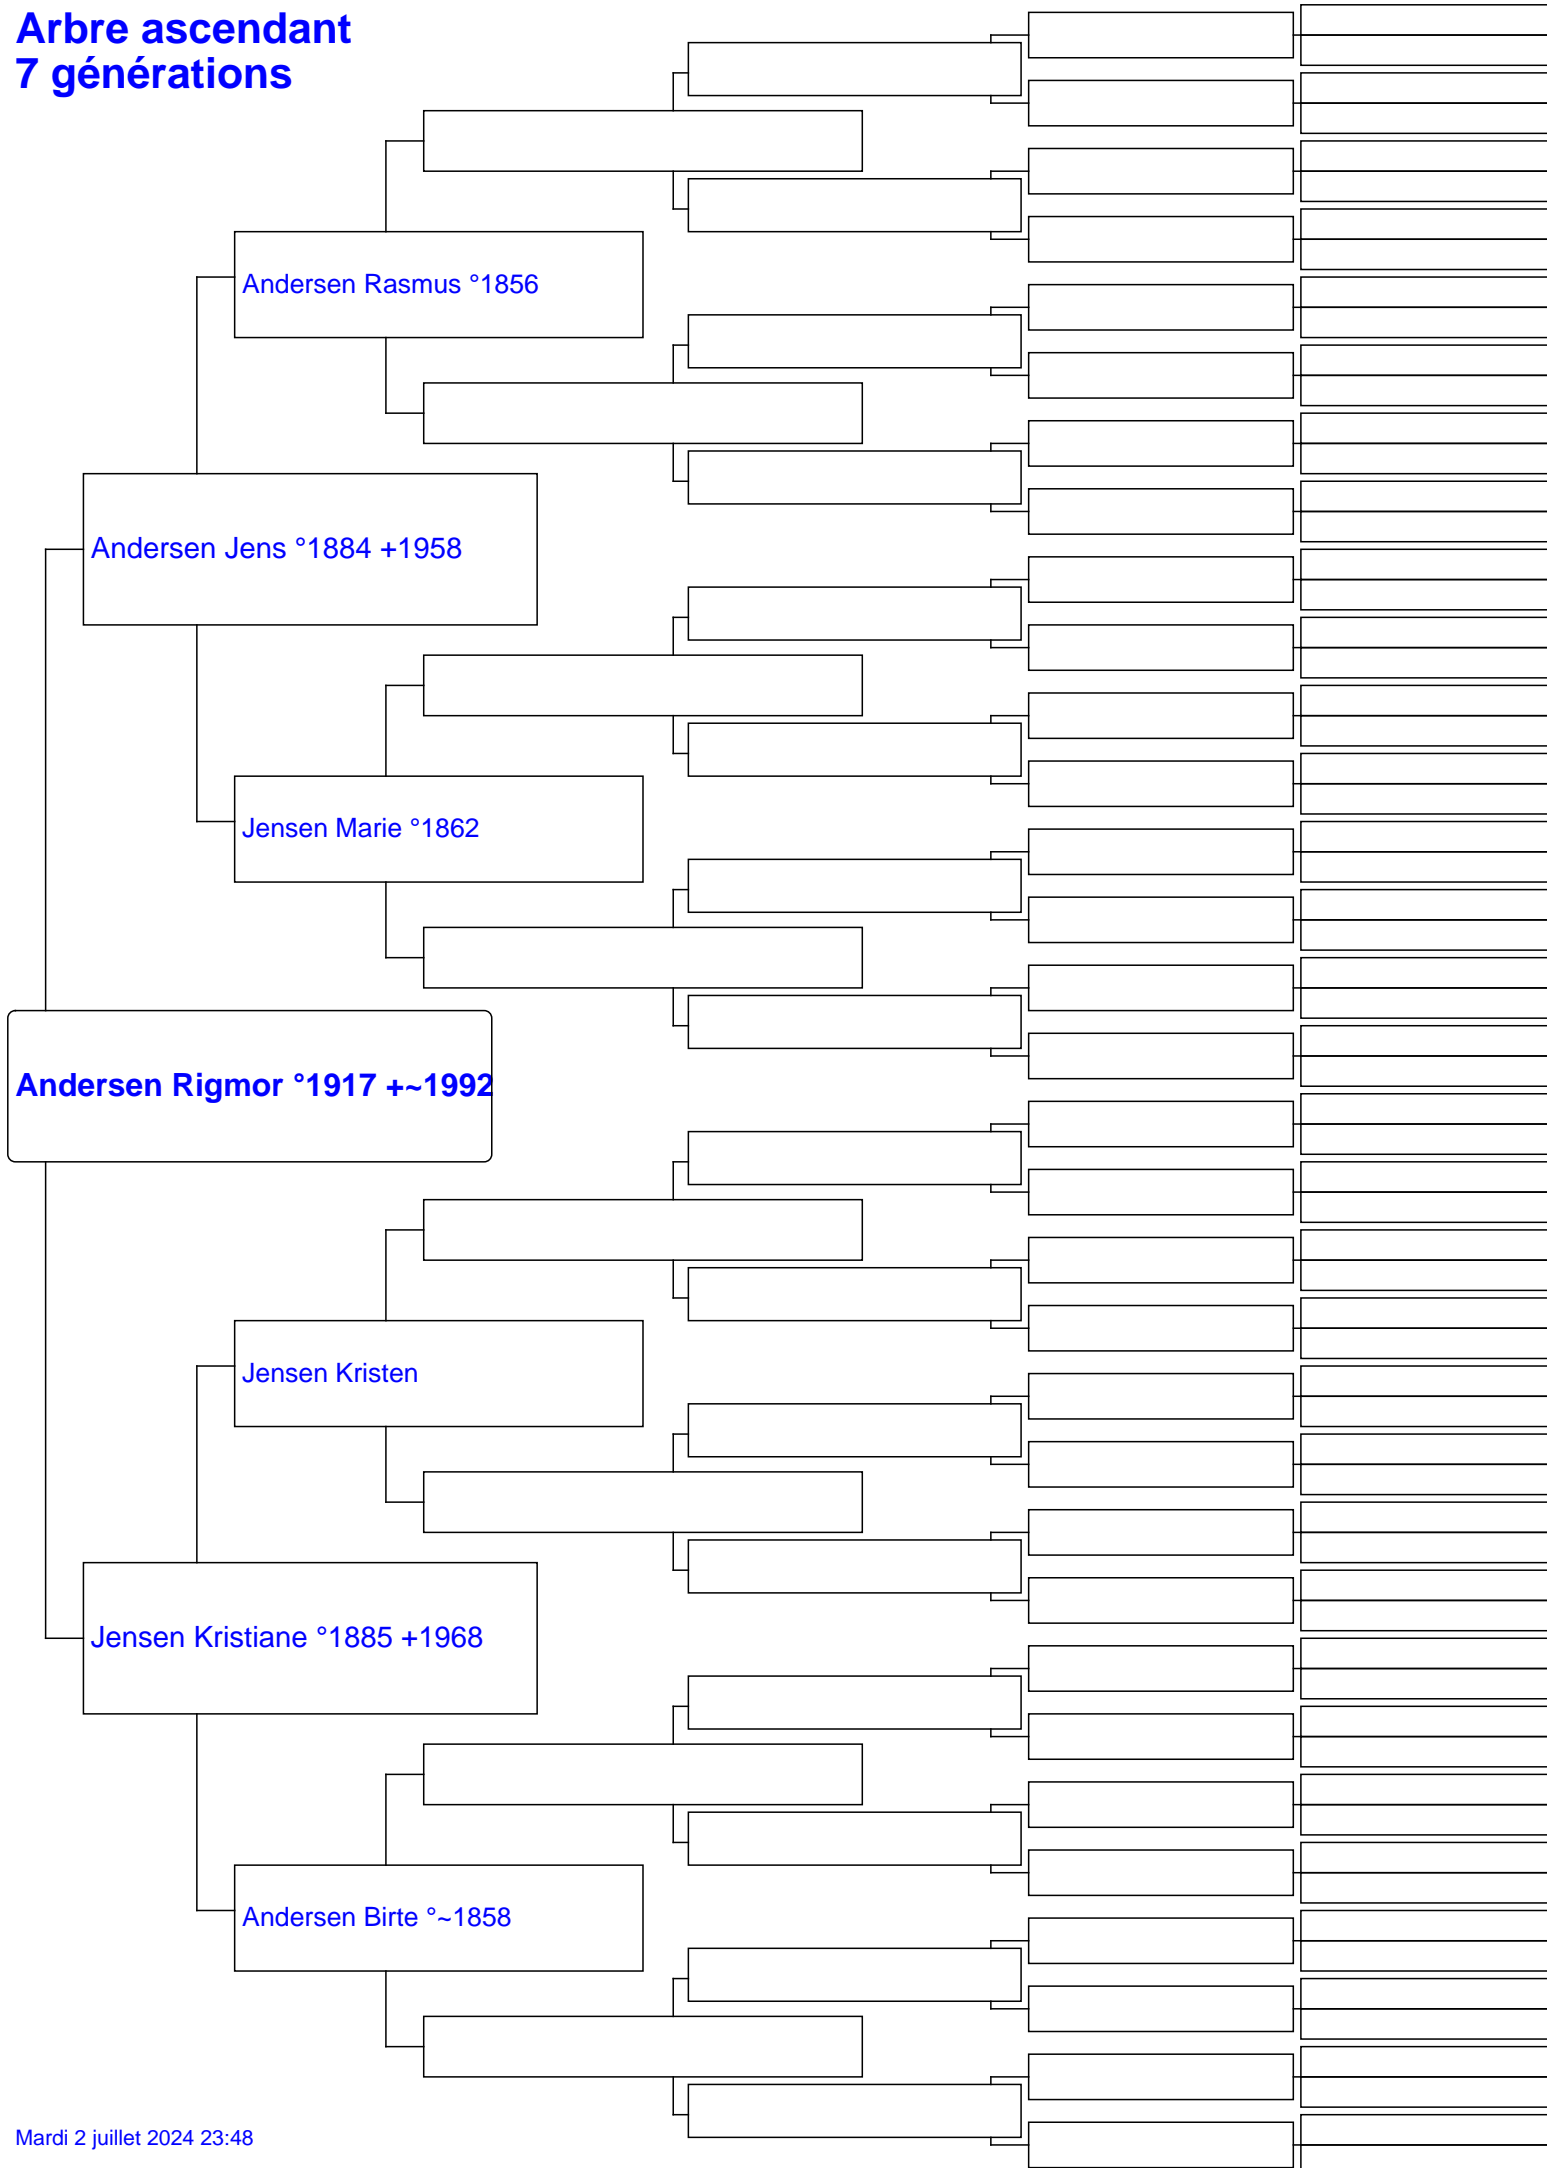 Arbre ascendant
7 générations
Andersen Rasmus °1856
Andersen Jens °1884 +1958
Jensen Marie °1862
Andersen Rigmor °1917 +~1992
Jensen Kristen
Jensen Kristiane °1885 +1968
Andersen Birte °~1858
Mardi 2 juillet 2024 23:48